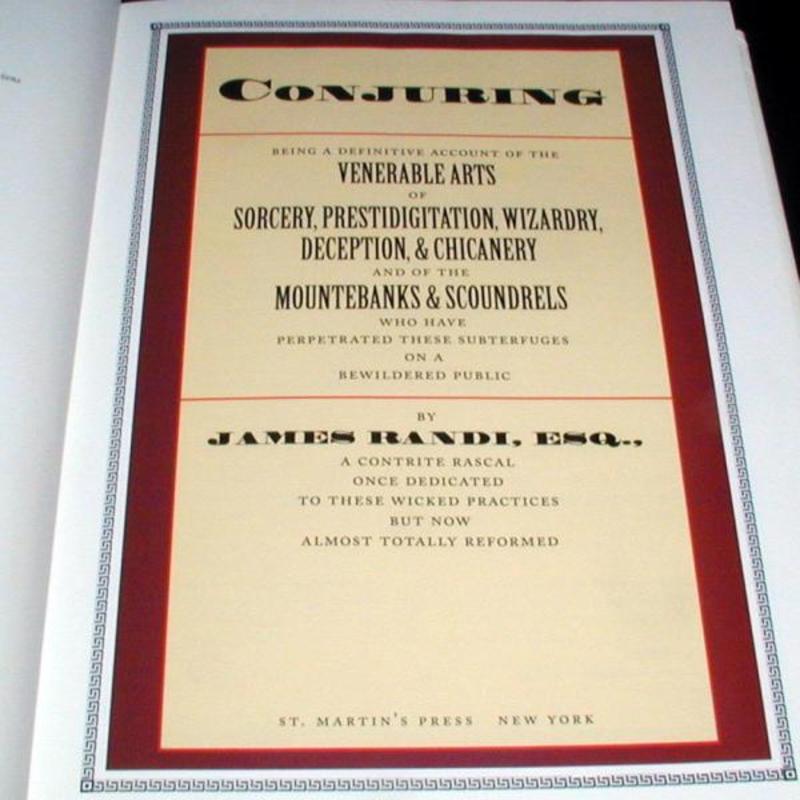 CONJURING
BEING A DEFINITIVE ACCOUNT OF THE
VENERABLE ARTS
OF
SORCERY, PRESTIDIGITATION, WIZARDRY,
DECEPTION, & CHICANERY
AND OF THE
MOUNTEBANKS & SCOUNDRELS
WHO HAVE
PERPETRATED THESE SUBTERFUGES
ON A
BEWILDERED PUBLIC
BY
JAMES RANDI, ESQ.,
A CONTRITE RASCAL
ONCE DEDICATED
TO THESE WICKED PRACTICES
BUT NOW
ALMOST TOTALLY REFORMED
ST. MARTIN'S PRESS NEW YORK